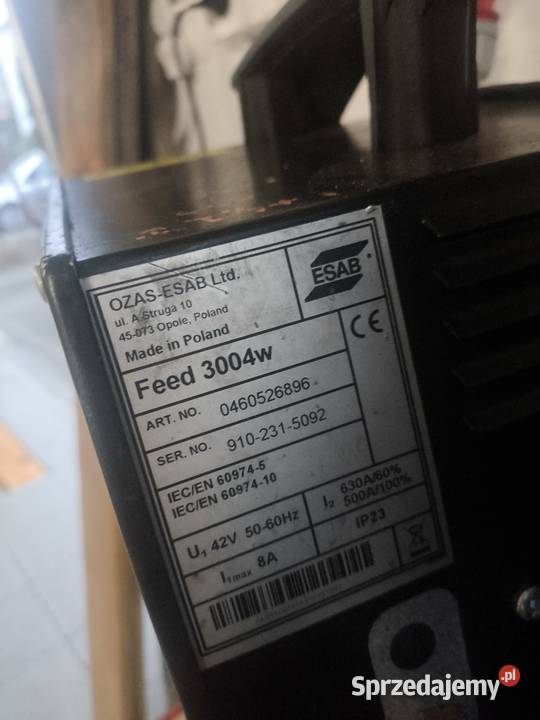 OZAS-ESAB Ltd.
ul. A Struga 10
45-073 Opole, Poland
Made in Poland
ESAB
Feed 3004w
CE
ART. NO. 0460526896
SER. NO. 910-231-5092
IEC/EN 60974-5
IEC/EN 60974-10
U1 42V 50-60Hz
I2 630A/60%
500A/100%
I1max 8A
IP23
Sprzedajemy.pl